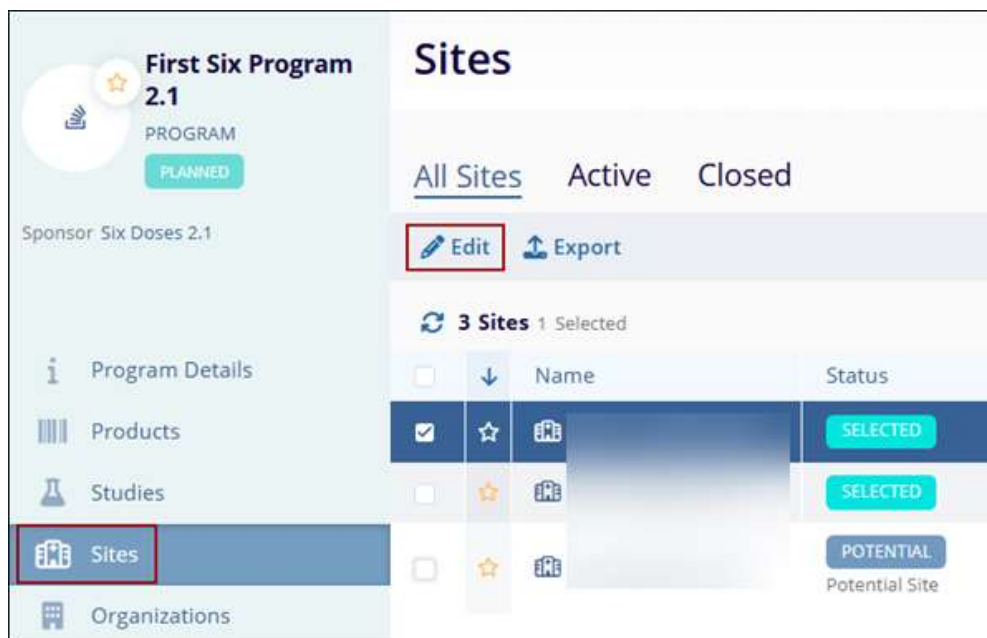 First Six Program
2.1
PROGRAM
PLANNED
Sponsor Six Doses 2.1
Program Details
Products
Studies
Sites
Organizations
Sites
All Sites Active Closed
Edit Export
3 Sites 1 Selected
Name Status
SELECTED
SELECTED
POTENTIAL
Potential Site